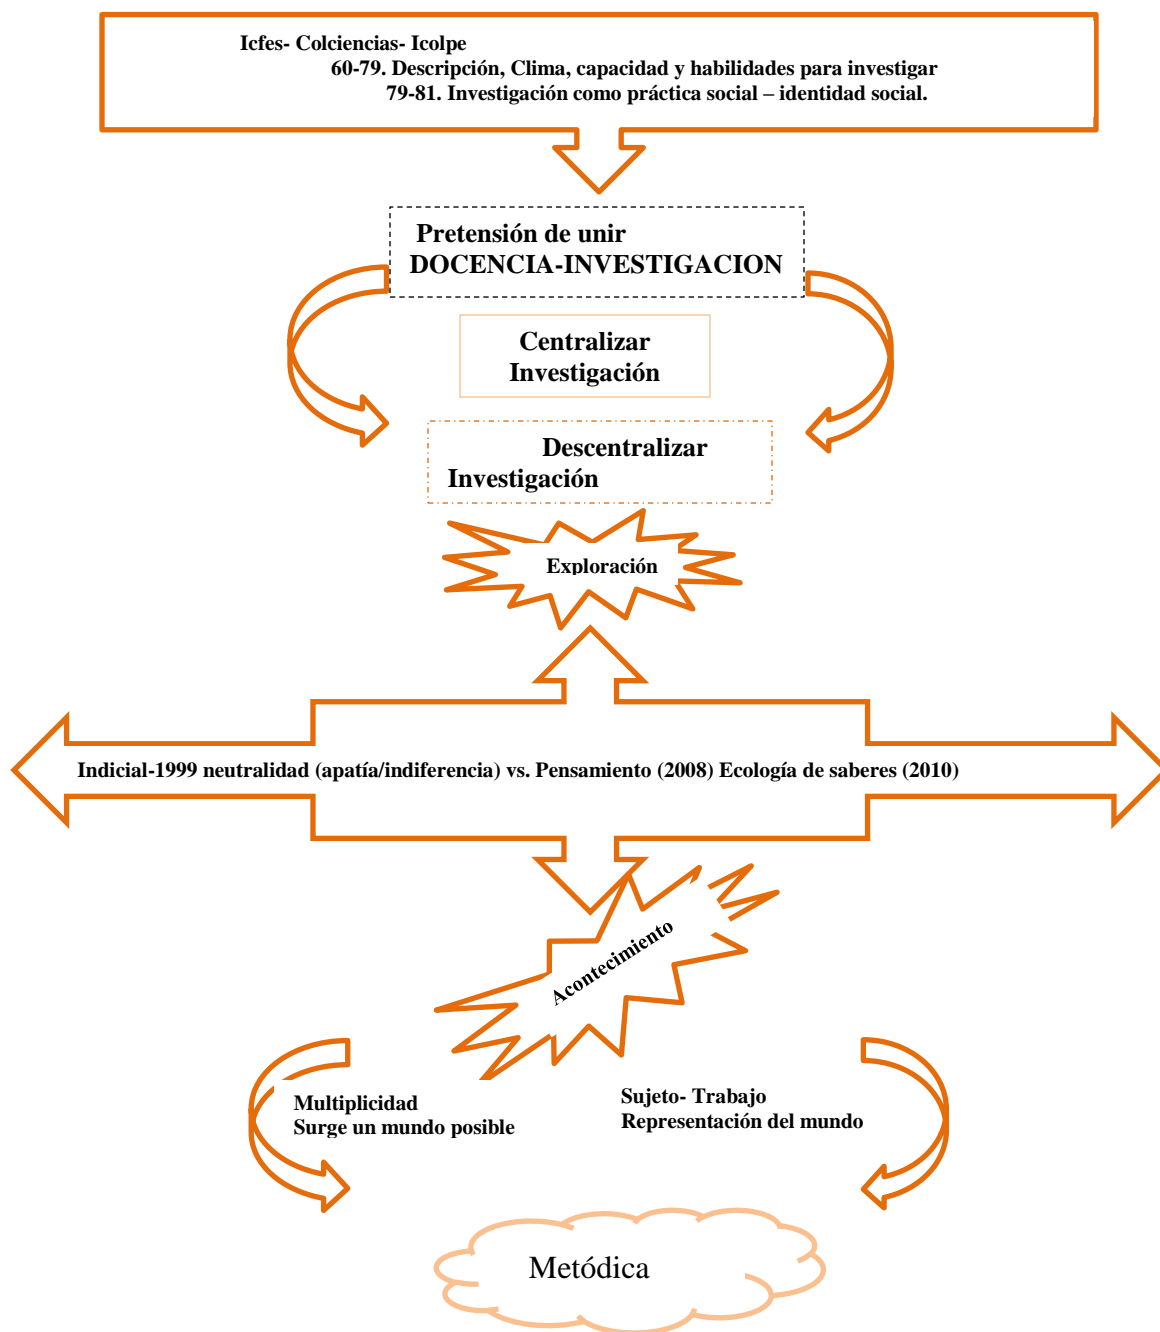 Icfes- Colciencias- Icolpe
60-79. Descripción, Clima, capacidad y habilidades para investigar
79-81. Investigación como práctica social – identidad social.
Pretensión de unir
DOCENCIA-INVESTIGACION
Centralizar
Investigación
Descentralizar
Investigación
Exploración
Indicial-1999 neutralidad (apatía/indiferencia) vs. Pensamiento (2008) Ecología de saberes (2010)
Acontecimiento
Multiplicidad
Surge un mundo posible
Sujeto- Trabajo
Representación del mundo
Metódica